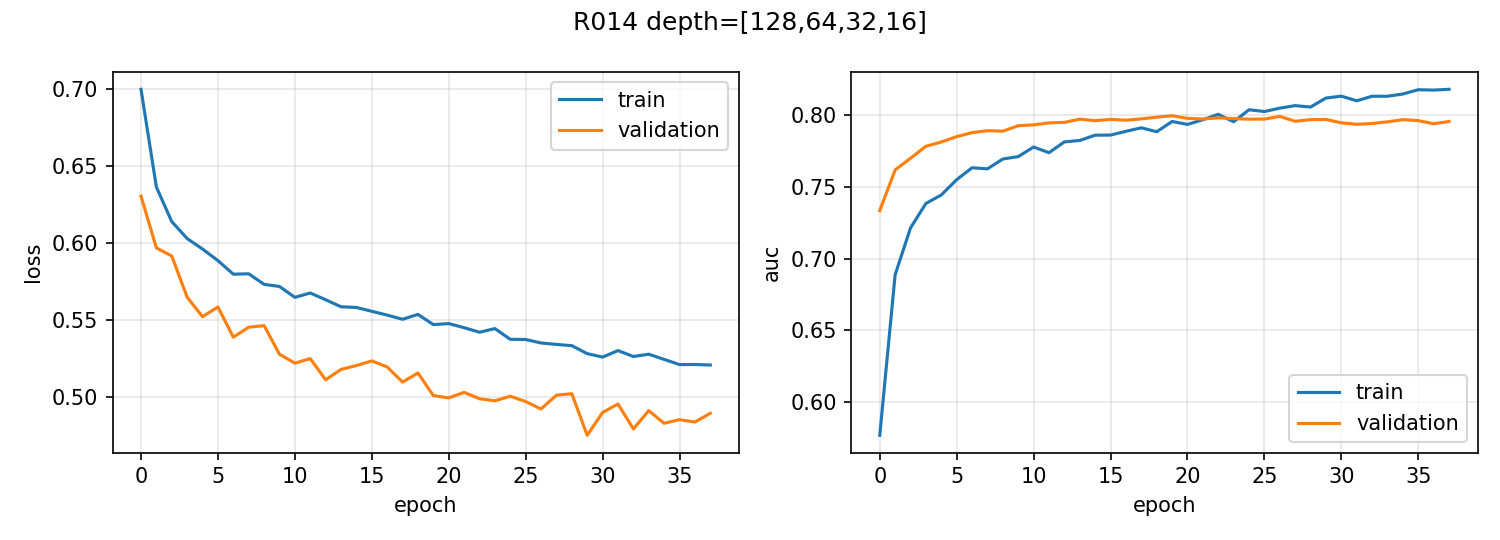 R014 depth=[128,64,32,16]
0.70
0.65
0.60
0.55
0.50
loss
0 5 10 15 20 25 30 35
epoch
train
validation
0.80
0.75
0.70
0.65
0.60
auc
0 5 10 15 20 25 30 35
epoch
train
validation